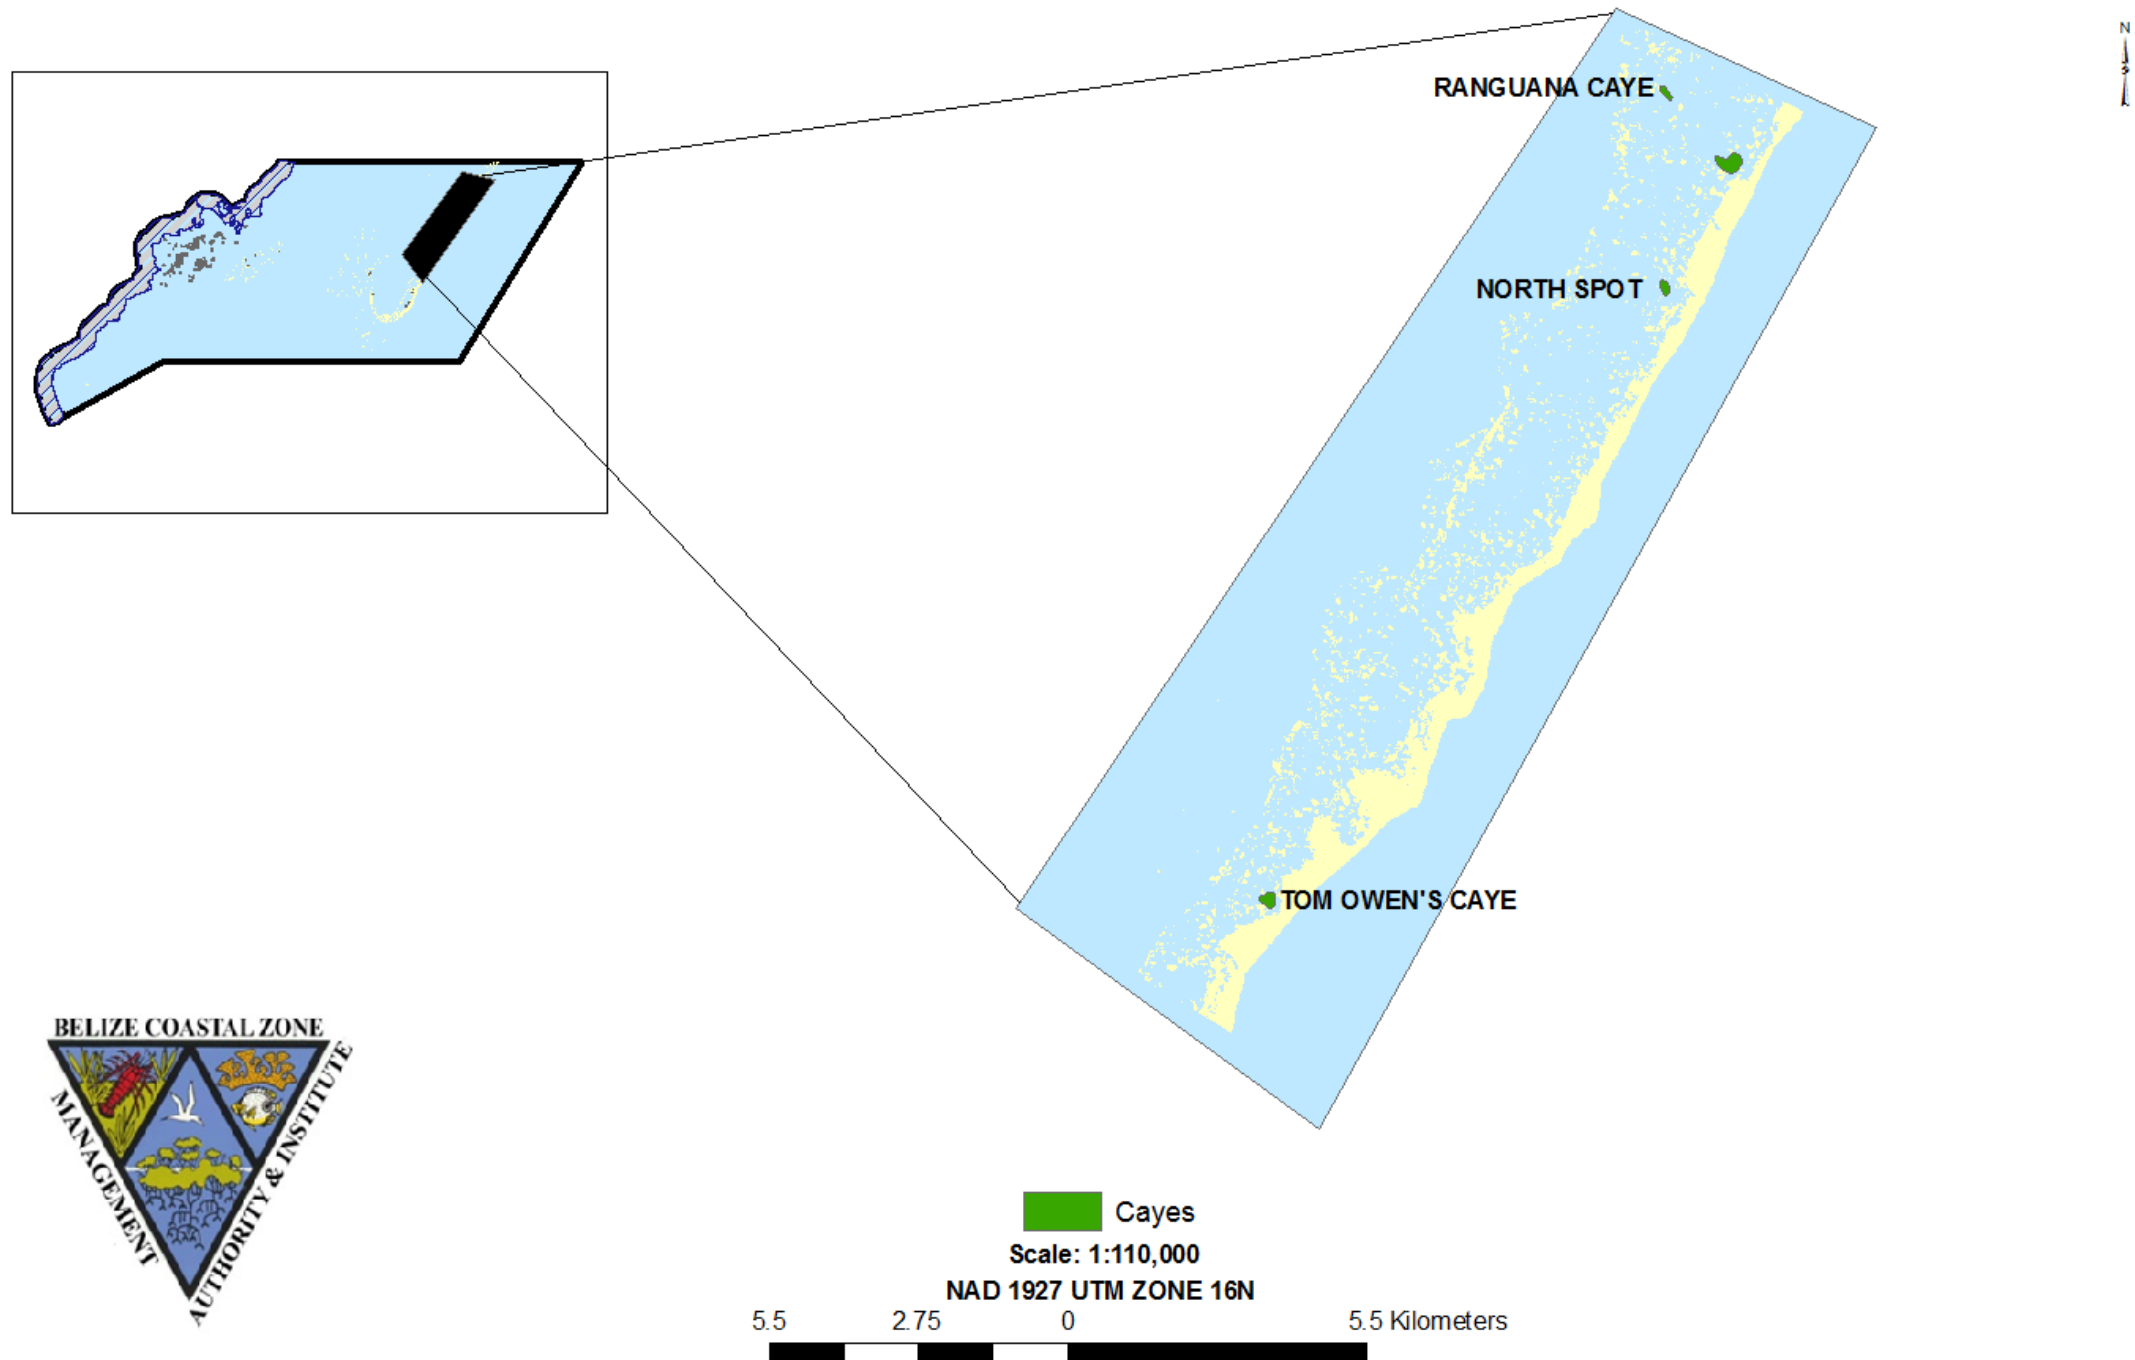 N
RANGUANA CAYE
NORTH SPOT
TOM OWEN'S CAYE
BELIZE COASTAL ZONE
MANAGEMENT
AUTHORITY & INSTITUTE
Cayes
Scale: 1:110,000
NAD 1927 UTM ZONE 16N
5.5 2.75 0 5.5 Kilometers